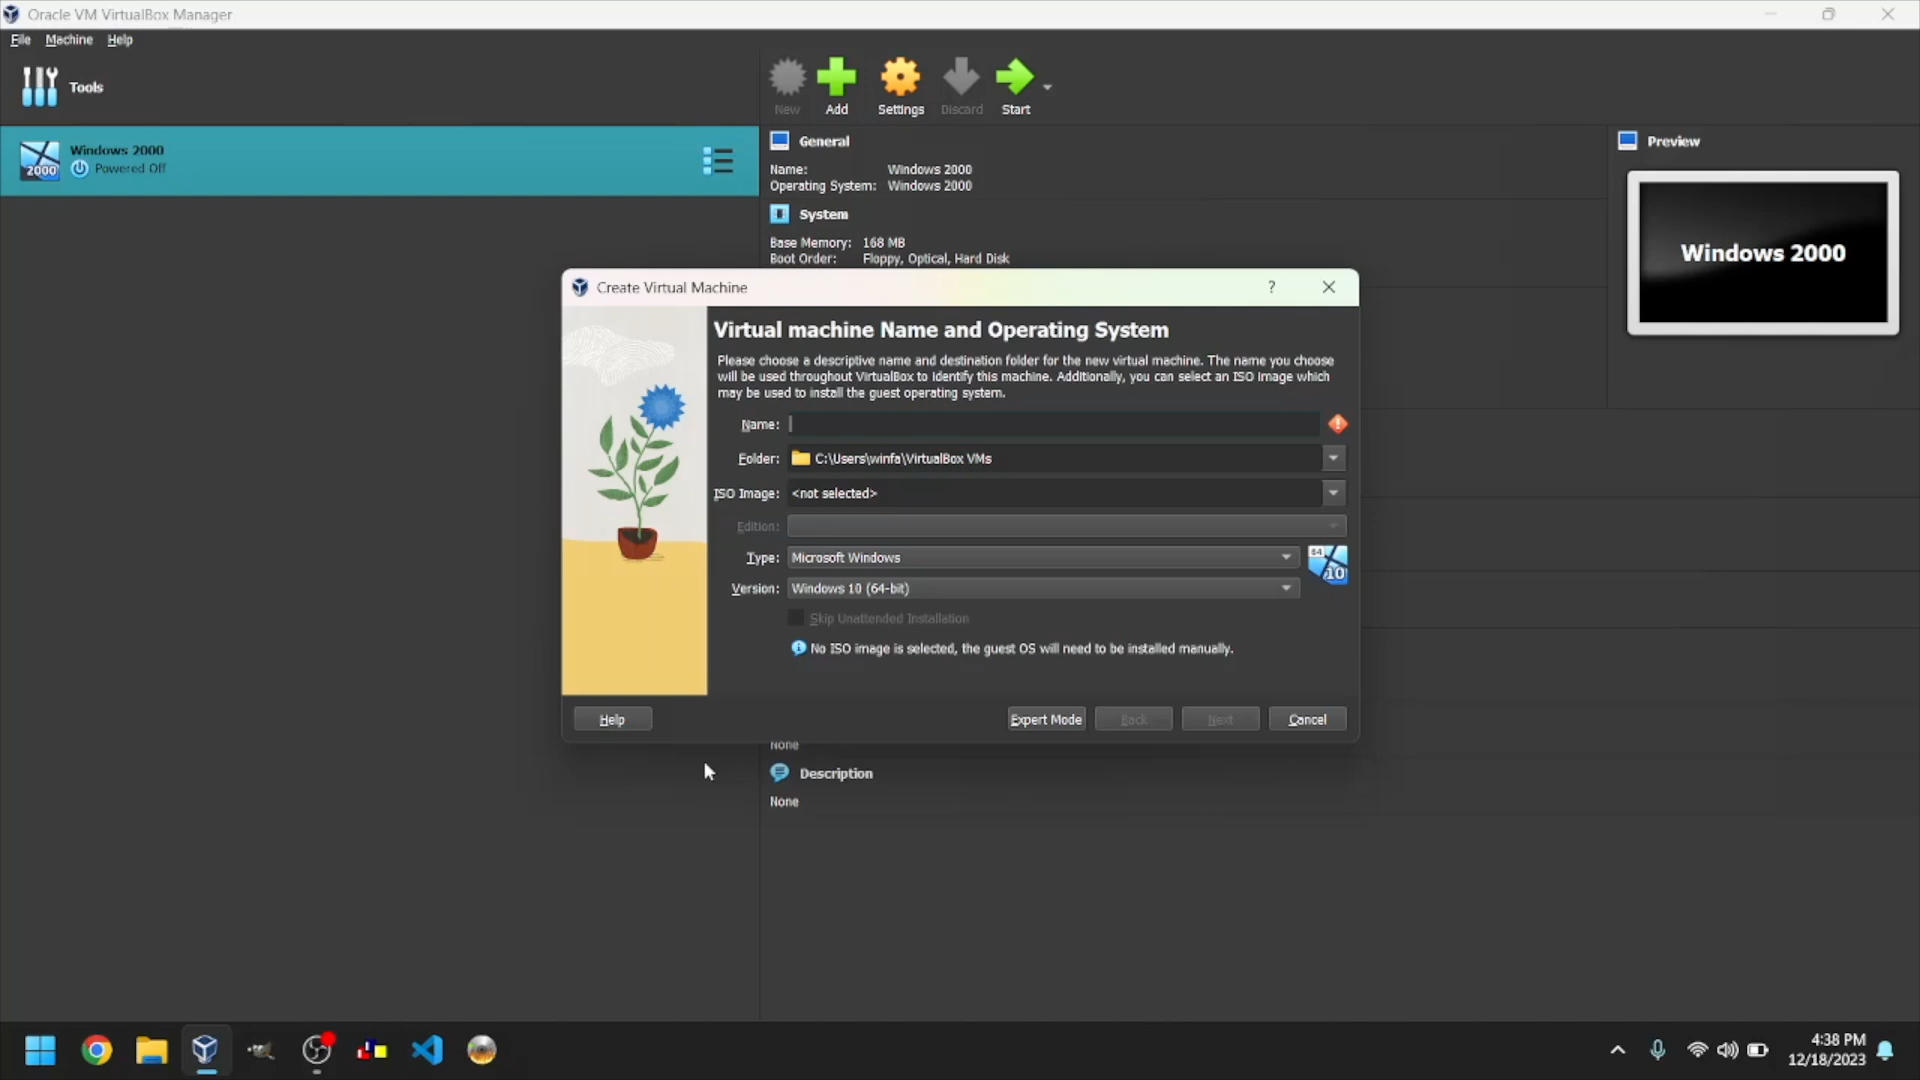 Oracle VM VirtualBox Manager
File Machine Help
Tools
New Add Settings Discard Start
Windows 2000
Powered Off
2000
General
Name: Windows 2000
Operating System: Windows 2000
System
Base Memory: 168 MB
Boot Order: Floppy, Optical, Hard Disk
Preview
Windows 2000
Create Virtual Machine
?
Virtual machine Name and Operating System
Please choose a descriptive name and destination folder for the new virtual machine. The name you choose
will be used throughout VirtualBox to identify this machine. Additionally, you can select an ISO image which
may be used to install the guest operating system.
Name:
Folder: C:\Users\winfa\VirtualBox VMs
ISO Image: <not selected>
Edition:
Type: Microsoft Windows
64
10
Version: Windows 10 (64-bit)
Skip Unattended Installation
No ISO image is selected, the guest OS will need to be installed manually.
Help Expert Mode Back Next Cancel
None
Description
None
4:38 PM
12/18/2023